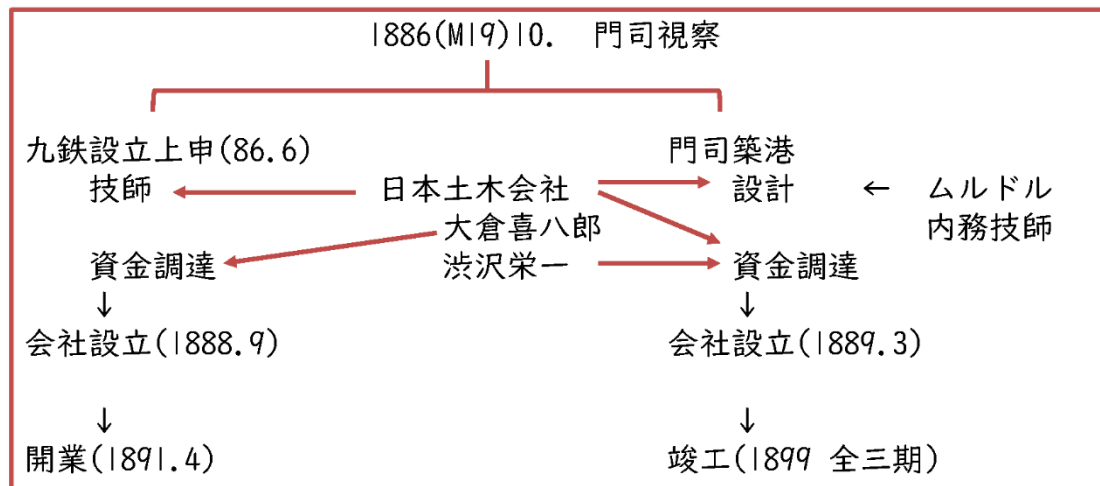 1886(M19)10. 門司視察
九鉄設立上申(86.6)
門司築港
技師
日本土木会社
設計 ← ムルドル
大倉喜八郎
内務技師
資金調達
渋沢栄一
資金調達
↓
↓
会社設立(1888.9)
会社設立(1889.3)
↓
↓
開業(1891.4)
竣工(1899 全三期)